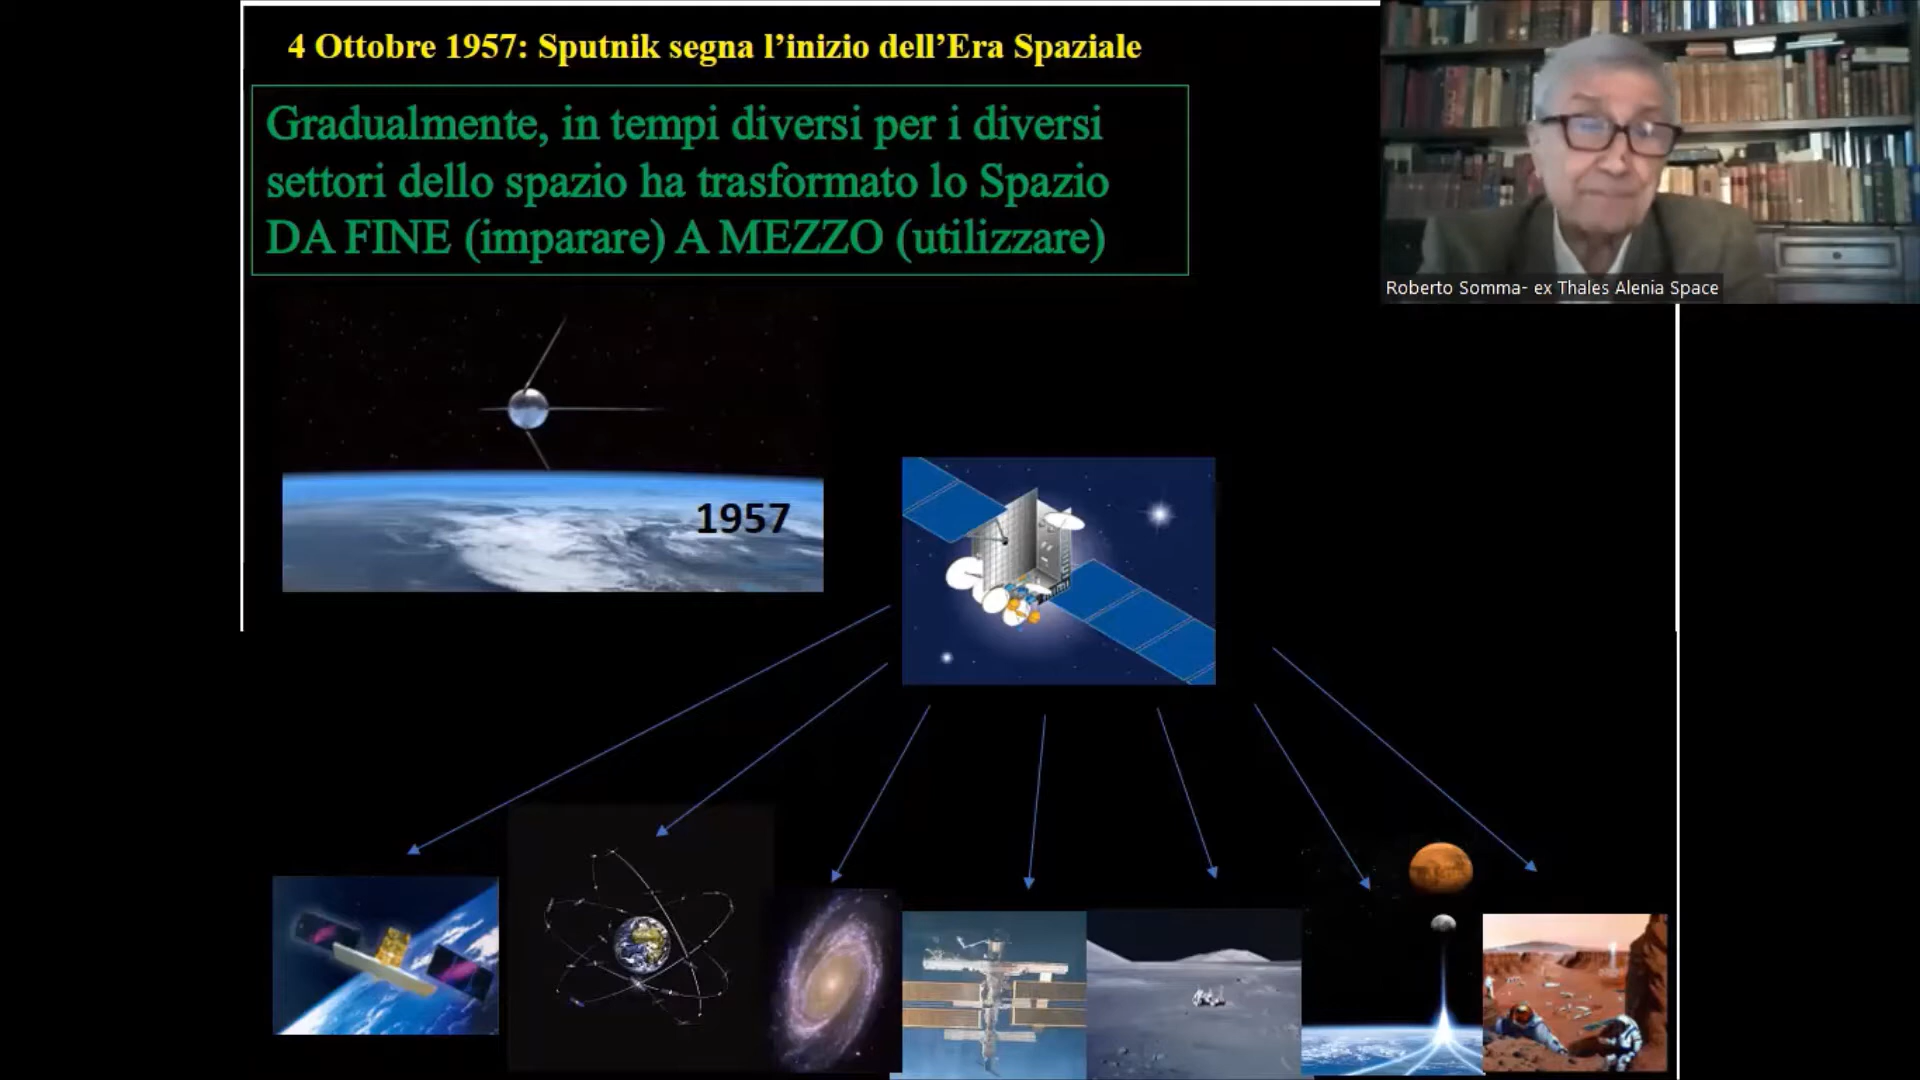 4 Ottobre 1957: Sputnik segna l’inizio dell’Era Spaziale
Gradualmente, in tempi diversi per i diversi
settori dello spazio ha trasformato lo Spazio
DA FINE (imparare) A MEZZO (utilizzare)
Roberto Somma- ex Thales Alenia Space
1957